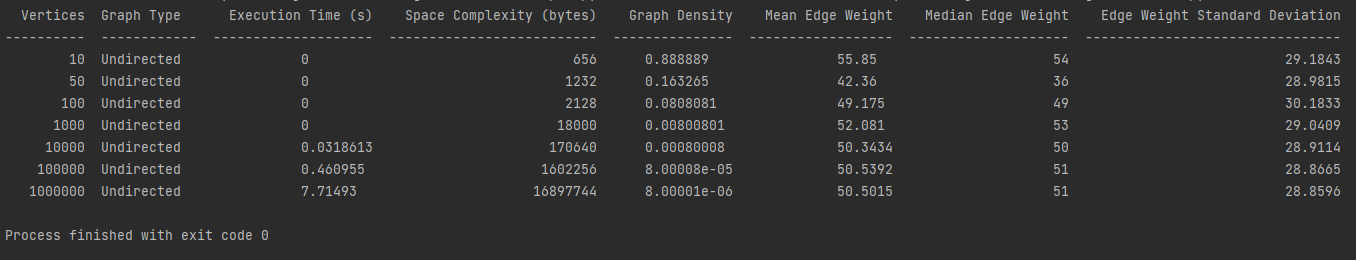 Vertices  Graph Type    Execution Time (s)    Space Complexity (bytes)    Graph Density    Mean Edge Weight    Median Edge Weight    Edge Weight Standard Deviation
----------  ------------  --------------------  --------------------------  ---------------  ------------------  --------------------  --------------------------------
10  Undirected    0    656    0.888889    55.85    54    29.1843
50  Undirected    0    1232    0.163265    42.36    36    28.9815
100  Undirected    0    2128    0.0808081    49.175    49    30.1833
1000  Undirected    0    18000    0.00800801    52.081    53    29.0409
10000  Undirected    0.0318613    170640    0.00080008    50.3434    50    28.9114
100000  Undirected    0.460955    1602256    8.00008e-05    50.5392    51    28.8665
1000000  Undirected    7.71493    16897744    8.00001e-06    50.5015    51    28.8596
Process finished with exit code 0